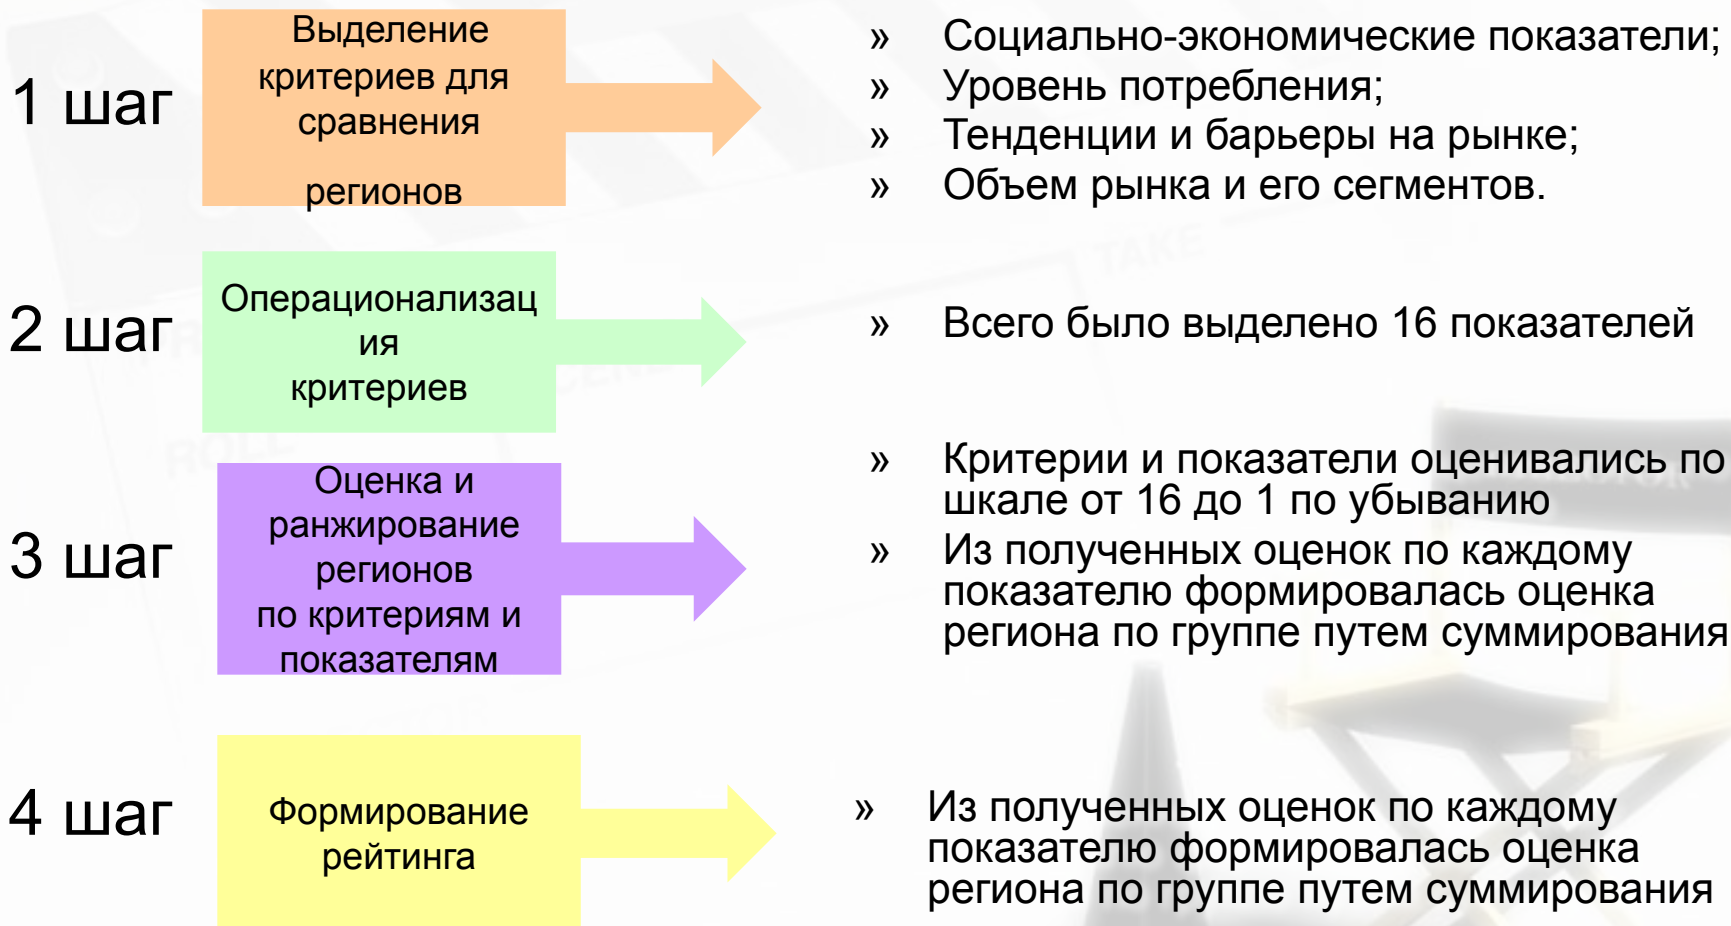 1 шаг
Выделение
критериев для
сравнения
регионов
» Социально-экономические показатели;
» Уровень потребления;
» Тенденции и барьеры на рынке;
» Объем рынка и его сегментов.
2 шаг
Операционализац
ия
критериев
» Всего было выделено 16 показателей
3 шаг
Оценка и
ранжирование
регионов
по критериям и
показателям
» Критерии и показатели оценивались по
шкале от 16 до 1 по убыванию
» Из полученных оценок по каждому
показателю формировалась оценка
региона по группе путем суммирования
4 шаг
Формирование
рейтинга
» Из полученных оценок по каждому
показателю формировалась оценка
региона по группе путем суммирования
TAKE
ROLL